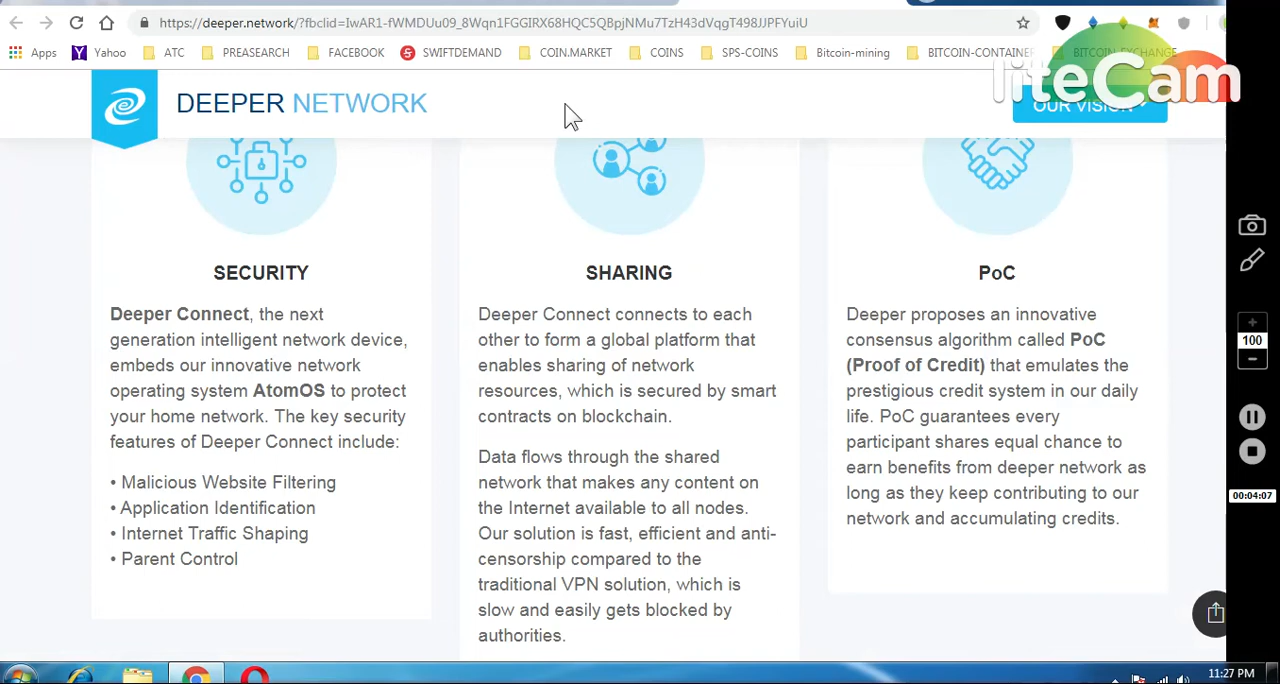 https://deeper.network/?fbclid=IwAR1-fWMDUu09_8Wqn1FGGIRX68HQC5QBpjNMu7TzH43dVqgT498JJPFYuiU
Apps Yahoo ATC PREASEARCH FACEBOOK SWIFTDEMAND COIN.MARKET COINS SPS-COINS Bitcoin-mining BITCOIN-CONTAINER BITCOIN-EXCHANGE
liteCam
DEEPER NETWORK
OUR VISION
SECURITY
Deeper Connect, the next
generation intelligent network device,
embeds our innovative network
operating system AtomOS to protect
your home network. The key security
features of Deeper Connect include:
• Malicious Website Filtering
• Application Identification
• Internet Traffic Shaping
• Parent Control
SHARING
Deeper Connect connects to each
other to form a global platform that
enables sharing of network
resources, which is secured by smart
contracts on blockchain.
Data flows through the shared
network that makes any content on
the Internet available to all nodes.
Our solution is fast, efficient and anti-
censorship compared to the
traditional VPN solution, which is
slow and easily gets blocked by
authorities.
PoC
Deeper proposes an innovative
consensus algorithm called PoC
(Proof of Credit) that emulates the
prestigious credit system in our daily
life. PoC guarantees every
participant shares equal chance to
earn benefits from deeper network as
long as they keep contributing to our
network and accumulating credits.
100
00:04:07
11:27 PM